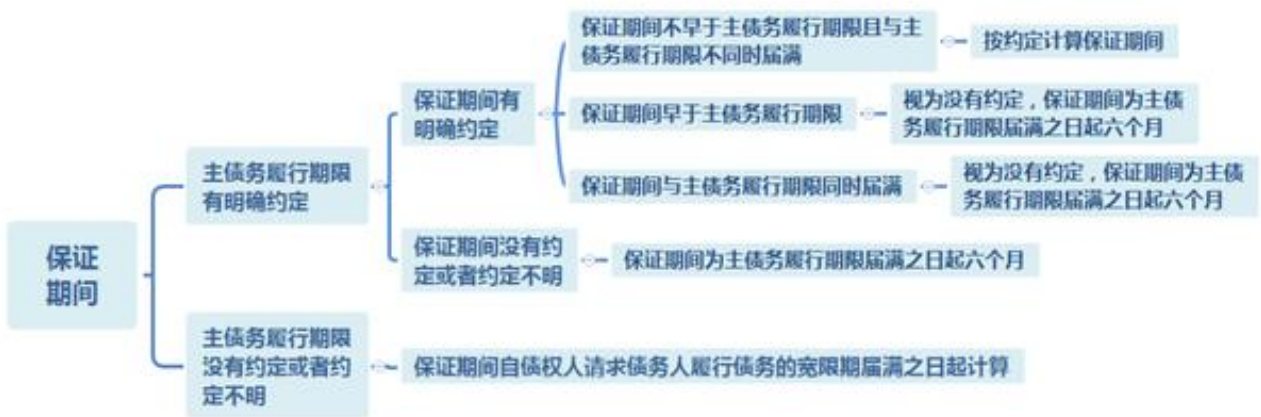 保证
期间
主债务履行期限
有明确约定
保证期间有
明确约定
保证期间不早于主债务履行期限且与主
债务履行期限不同时届满
按约定计算保证期间
保证期间早于主债务履行期限
视为没有约定，保证期间为主债
务履行期限届满之日起六个月
保证期间与主债务履行期限同时届满
视为没有约定，保证期间为主债
务履行期限届满之日起六个月
保证期间没有约
定或者约定不明
保证期间为主债务履行期限届满之日起六个月
主债务履行期限
没有约定或者约
定不明
保证期间自债权人请求债务人履行债务的宽限期届满之日起计算